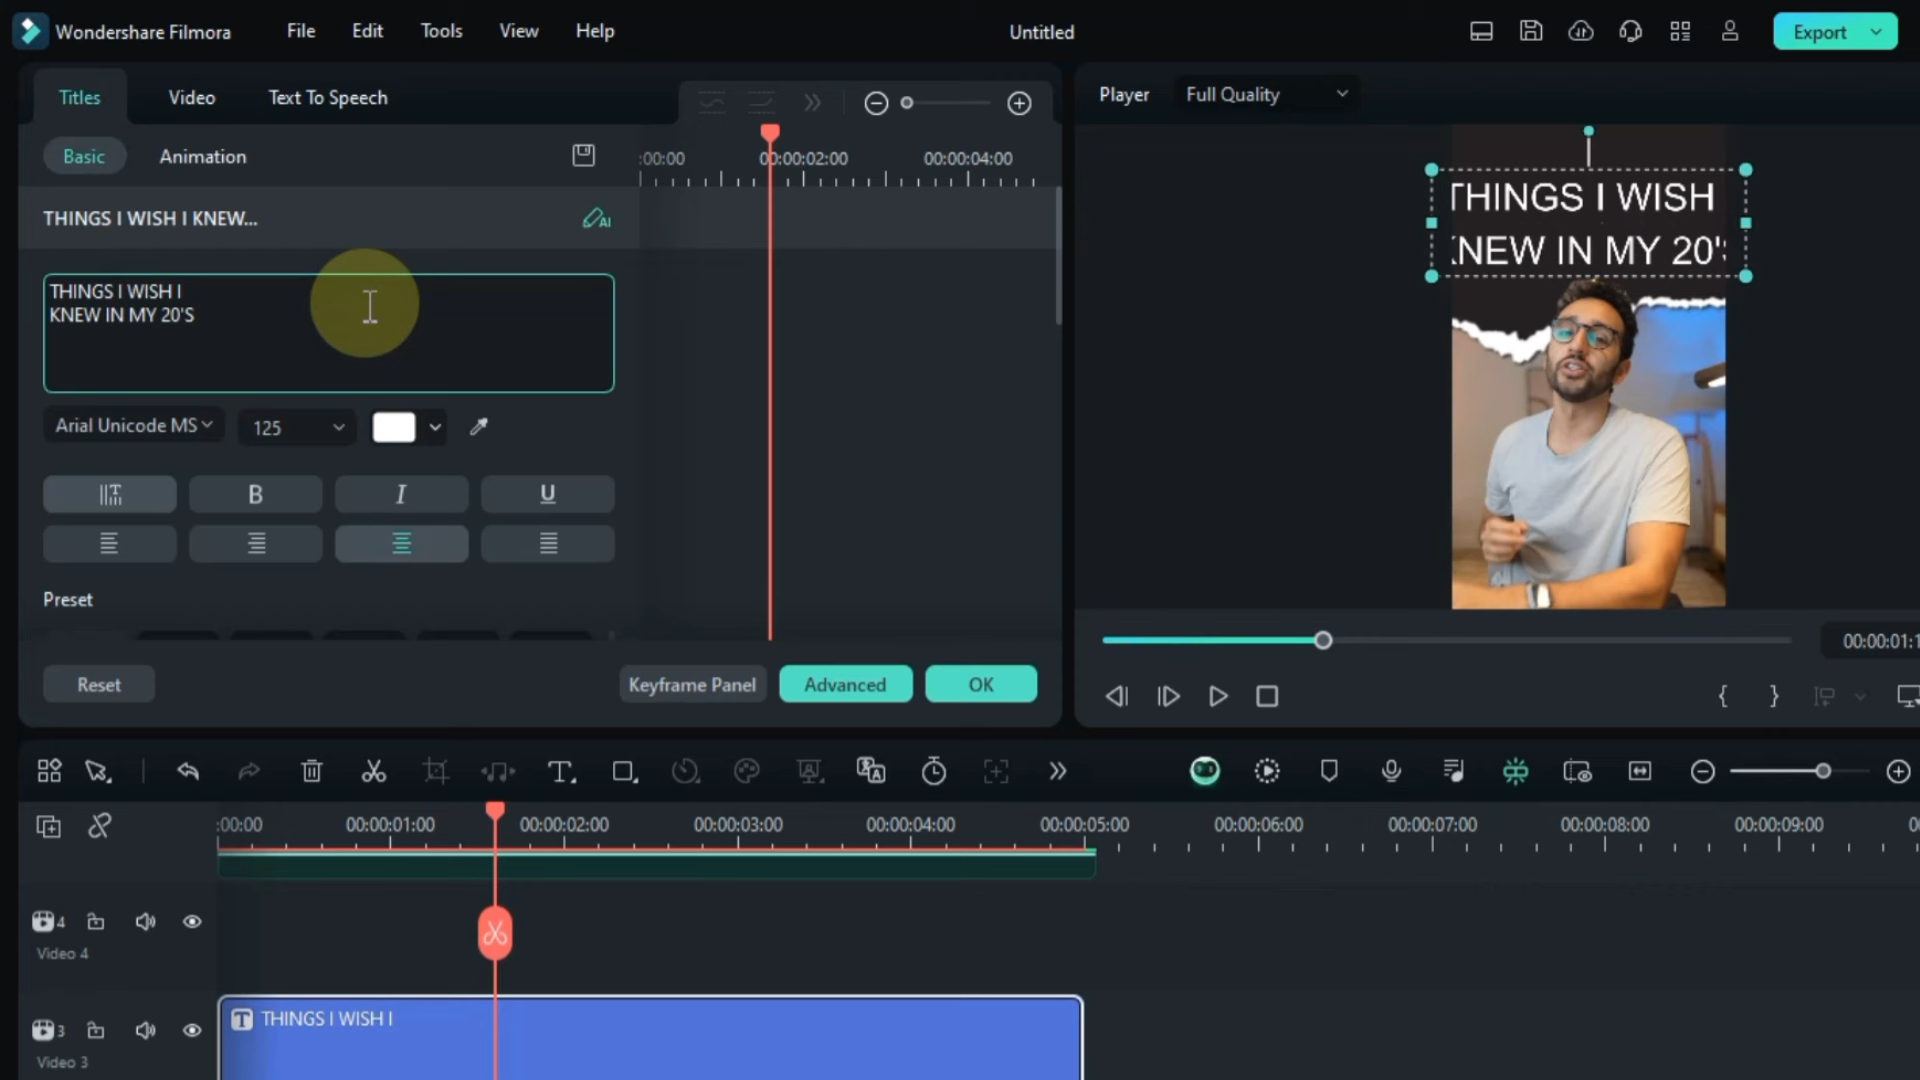 Wondershare Filmora
File Edit Tools View Help
Untitled
Export
Titles Video Text To Speech
Player Full Quality
Basic Animation
:00:00 00:00:02:00 00:00:04:00
THINGS I WISH I KNEW...
AI
THINGS I WISH I
KNEW IN MY 20'S
THINGS I WISH
KNEW IN MY 20'S
Arial Unicode MS 125
B I U
Preset
00:00:01:1
Reset Keyframe Panel Advanced OK
:00:00 00:00:01:00 00:00:02:00 00:00:03:00 00:00:04:00 00:00:05:00 00:00:06:00 00:00:07:00 00:00:08:00 00:00:09:00
4
Video 4
T THINGS I WISH I
3
Video 3